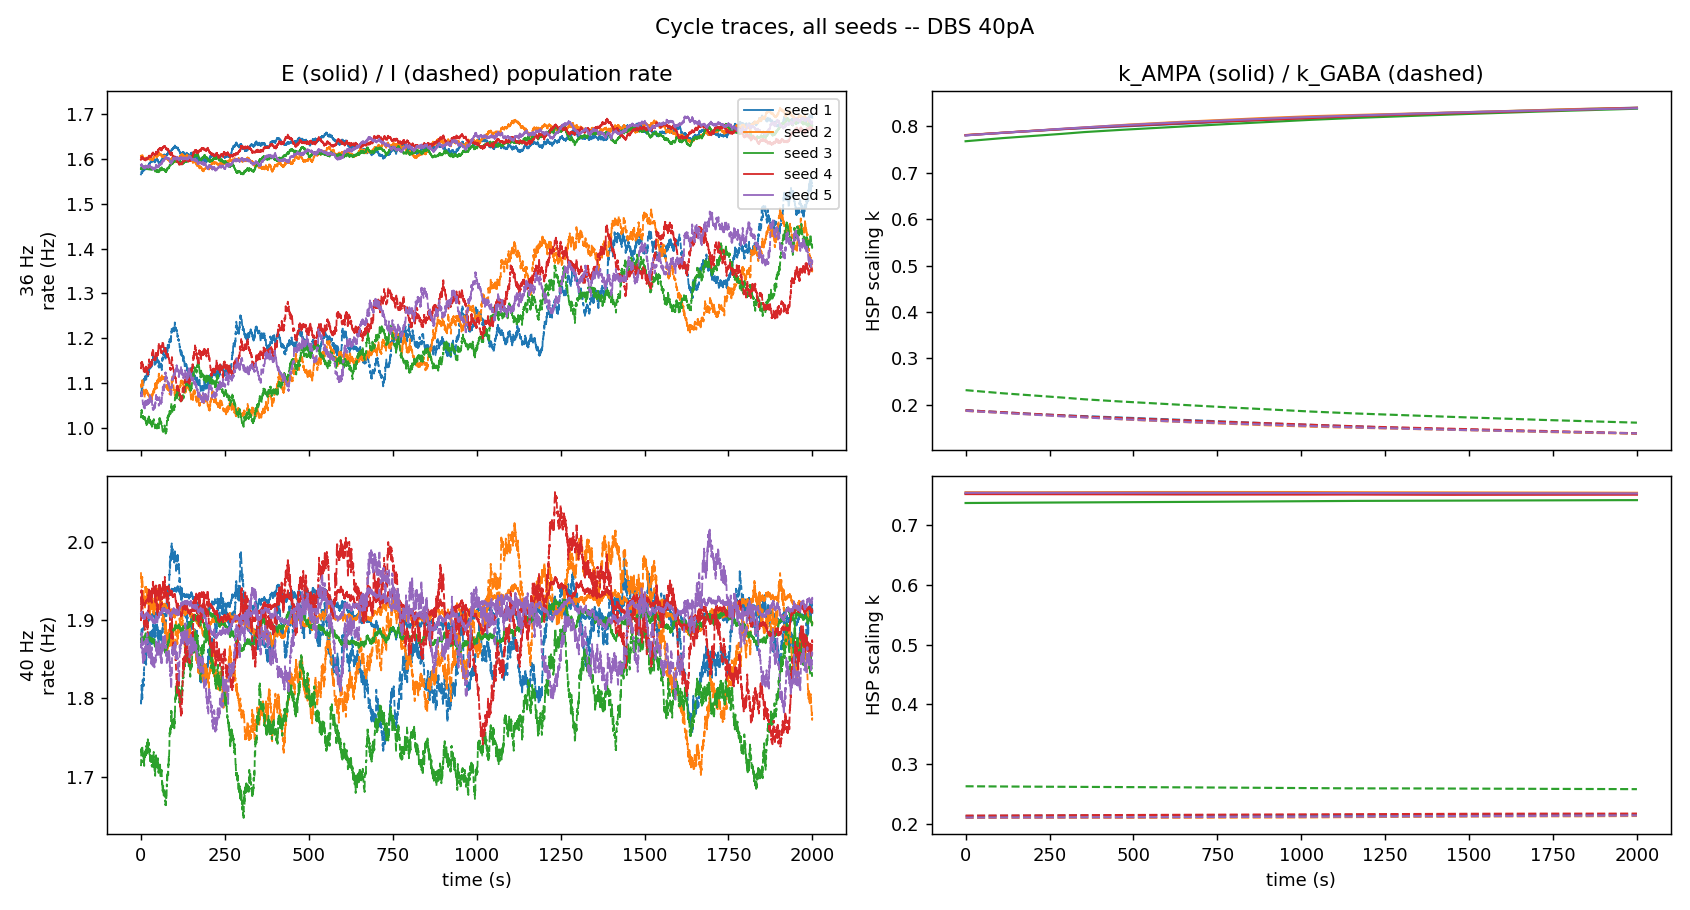 Cycle traces, all seeds -- DBS 40pA
E (solid) / I (dashed) population rate
k_AMPA (solid) / k_GABA (dashed)
36 Hz
rate (Hz)
1.7
1.6
1.5
1.4
1.3
1.2
1.1
1.0
seed 1
seed 2
seed 3
seed 4
seed 5
HSP scaling k
0.8
0.7
0.6
0.5
0.4
0.3
0.2
40 Hz
rate (Hz)
2.0
1.9
1.8
1.7
0 250 500 750 1000 1250 1500 1750 2000
time (s)
HSP scaling k
0.7
0.6
0.5
0.4
0.3
0.2
0 250 500 750 1000 1250 1500 1750 2000
time (s)